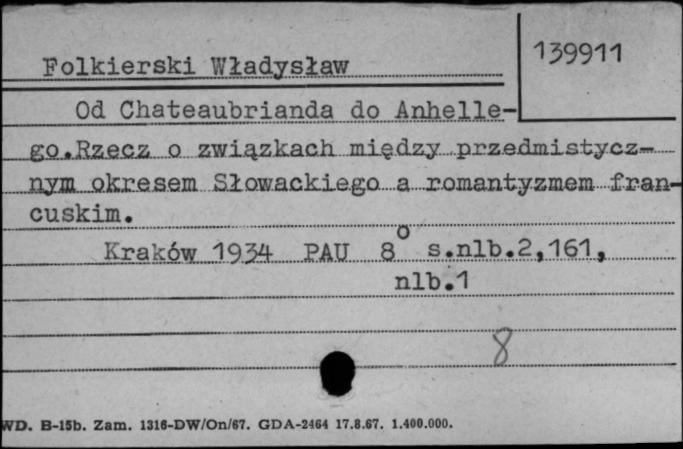 139911
Folkierski Władysław
Od Chateaubrianda do Anhelle-
go.Rzecz o związkach między przedmistycz-
nym okresem Słowackiego a romantyzmem fran-
cuskim.
Kraków 1934 PAU 8° s.nlb.2,161,
nlb.1
8
WD. B-15b. Zam. 1316-DW/On/67. GDA-2464 17.8.67. 1.400.000.